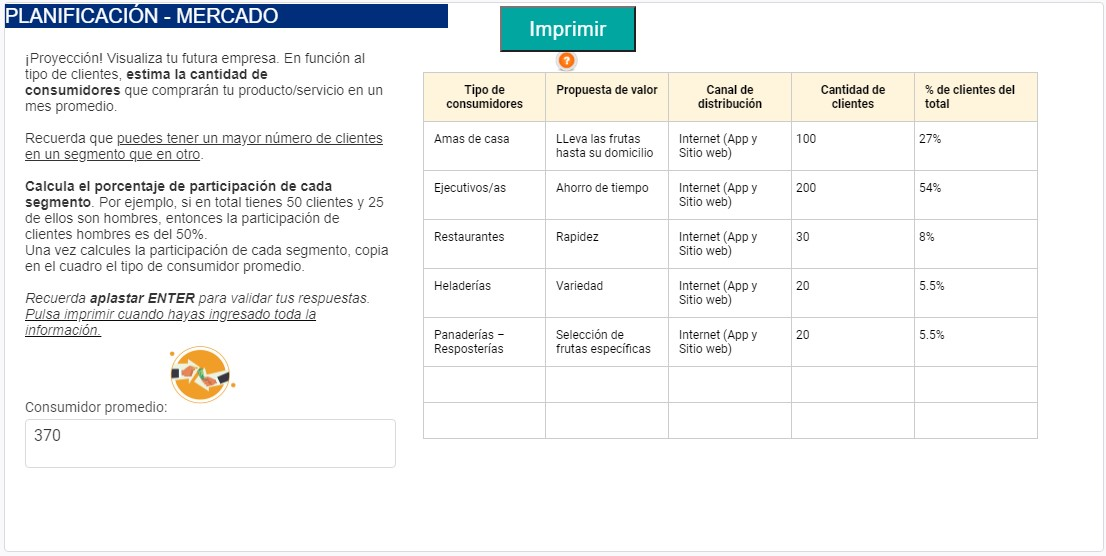 PLANIFICACIÓN - MERCADO
Imprimir
?
¡Proyección! Visualiza tu futura empresa. En función al
tipo de clientes, estima la cantidad de
consumidores que comprarán tu producto/servicio en un
mes promedio.
Recuerda que puedes tener un mayor número de clientes
en un segmento que en otro.
Calcula el porcentaje de participación de cada
segmento. Por ejemplo, si en total tienes 50 clientes y 25
de ellos son hombres, entonces la participación de
clientes hombres es del 50%.
Una vez calcules la participación de cada segmento, copia
en el cuadro el tipo de consumidor promedio.
Recuerda aplastar ENTER para validar tus respuestas.
Pulsa imprimir cuando hayas ingresado toda la
información.
Consumidor promedio:
370
Tipo de consumidores Propuesta de valor Canal de distribución Cantidad de clientes % de clientes del total
Amas de casa LLeva las frutas hasta su domicilio Internet (App y Sitio web) 100 27%
Ejecutivos/as Ahorro de tiempo Internet (App y Sitio web) 200 54%
Restaurantes Rapidez Internet (App y Sitio web) 30 8%
Heladerías Variedad Internet (App y Sitio web) 20 5.5%
Panaderías – Resposterías Selección de frutas específicas Internet (App y Sitio web) 20 5.5%